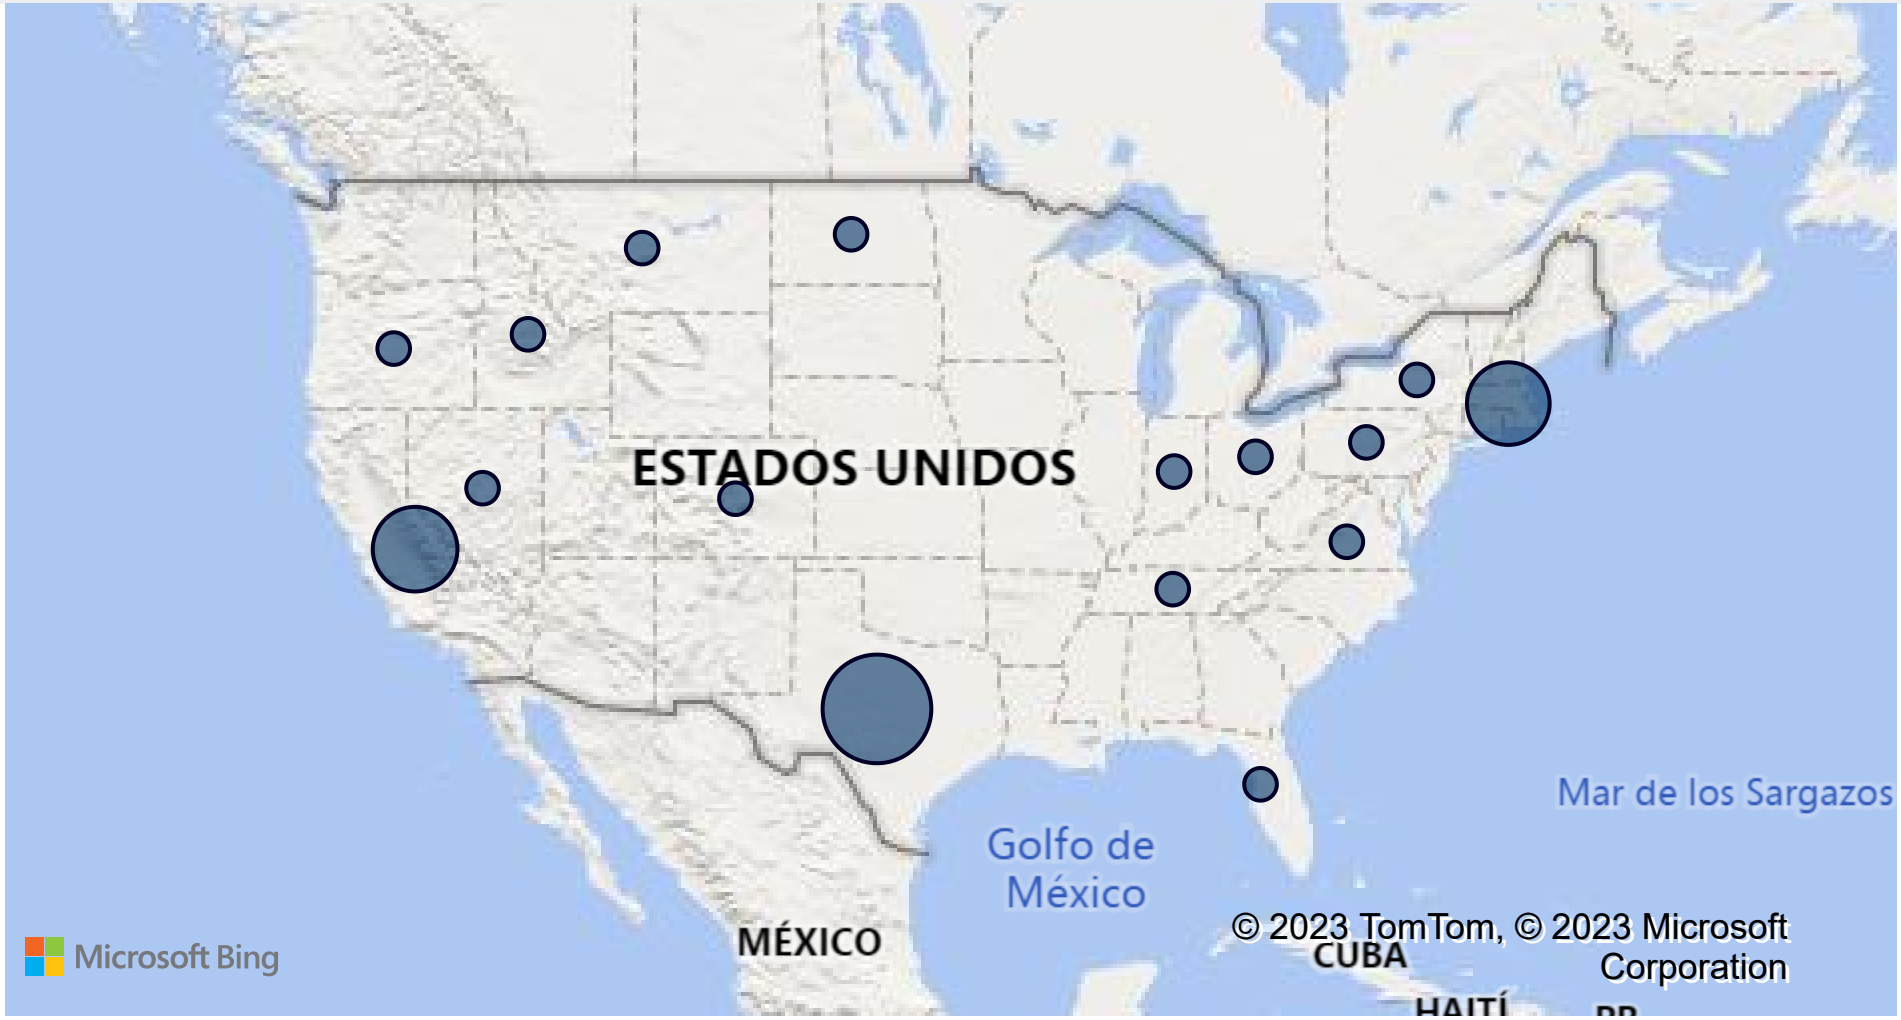 ESTADOS UNIDOS
Mar de los Sargazos
Golfo de
México
© 2023 TomTom, © 2023 Microsoft
Corporation
MÉXICO
CUBA
Microsoft Bing
HAITÍ